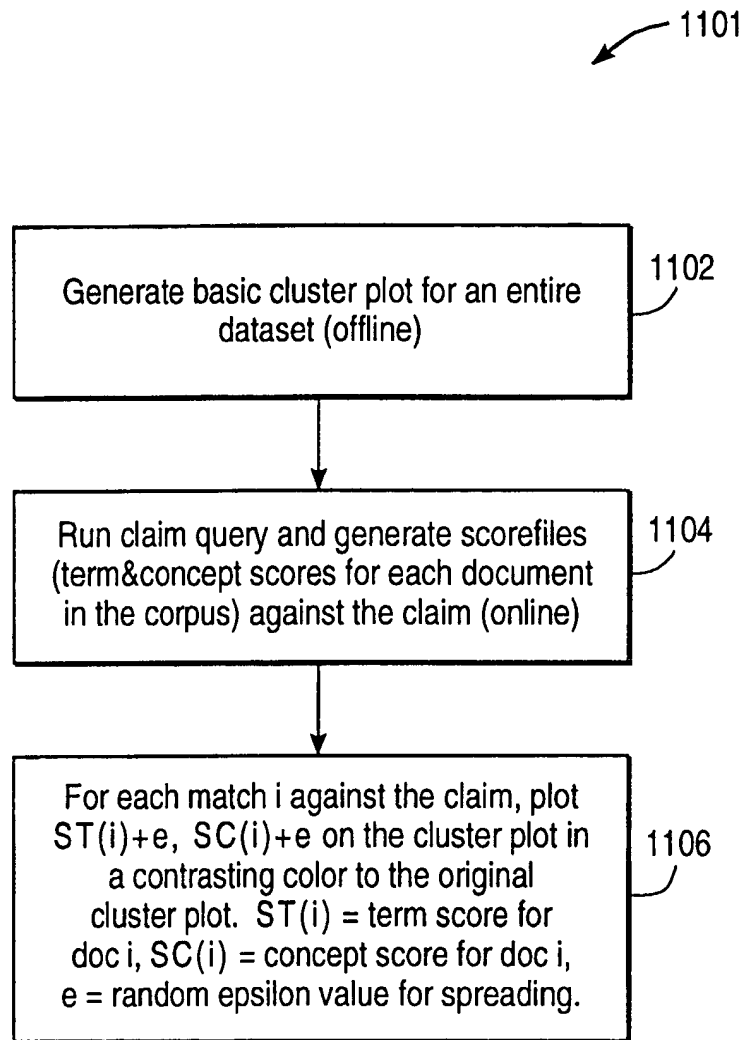 1101
Generate basic cluster plot for an entire
dataset (offline)
1102
Run claim query and generate scorefiles
(term&concept scores for each document
in the corpus) against the claim (online)
1104
For each match i against the claim, plot
ST(i)+e, SC(i)+e on the cluster plot in
a contrasting color to the original
cluster plot. ST(i) = term score for
doc i, SC(i) = concept score for doc i,
e = random epsilon value for spreading.
1106